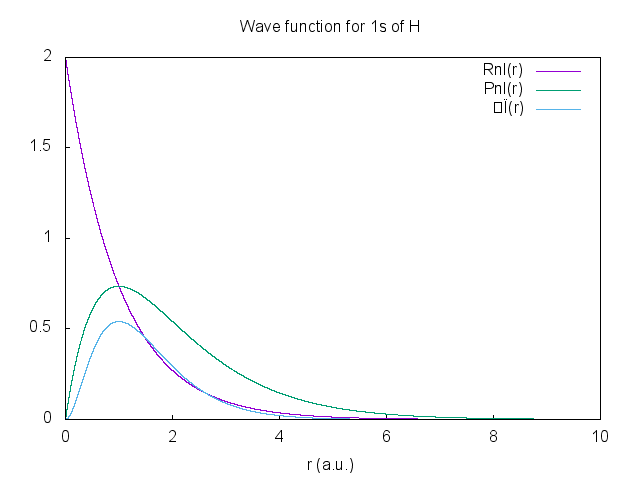 Wave function for 1s of H
2
1.5
1
0.5
0
Rnl(r)
Pnl(r)
□Ï(r)
0 2 4 6 8 10
r (a.u.)